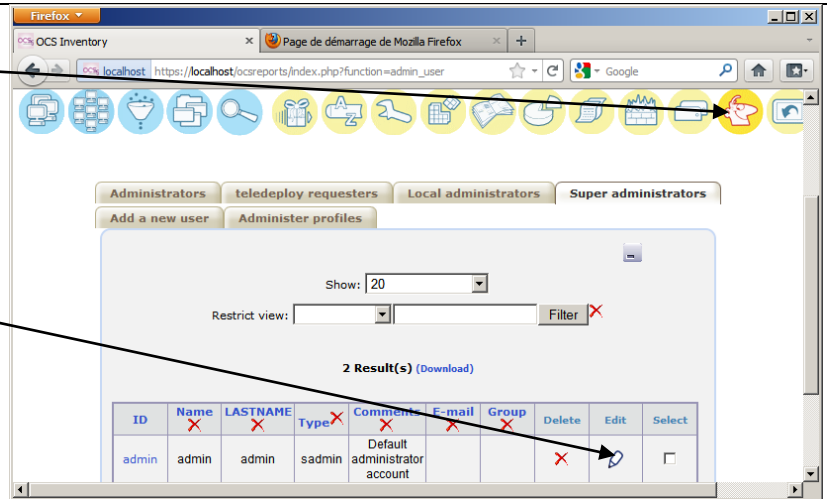 Firefox
OCS Inventory
Page de démarrage de Mozilla Firefox
localhost https://localhost/ocsreports/index.php?function=admin_user
Google
A Z
Administrators teledeploy requesters Local administrators Super administrators
Add a new user Administer profiles
Show: 20
Restrict view: Filter
2 Result(s) (Download)
ID Name LASTNAME Type Comments E-mail Group Delete Edit Select
admin admin admin sadmin Default administrator account